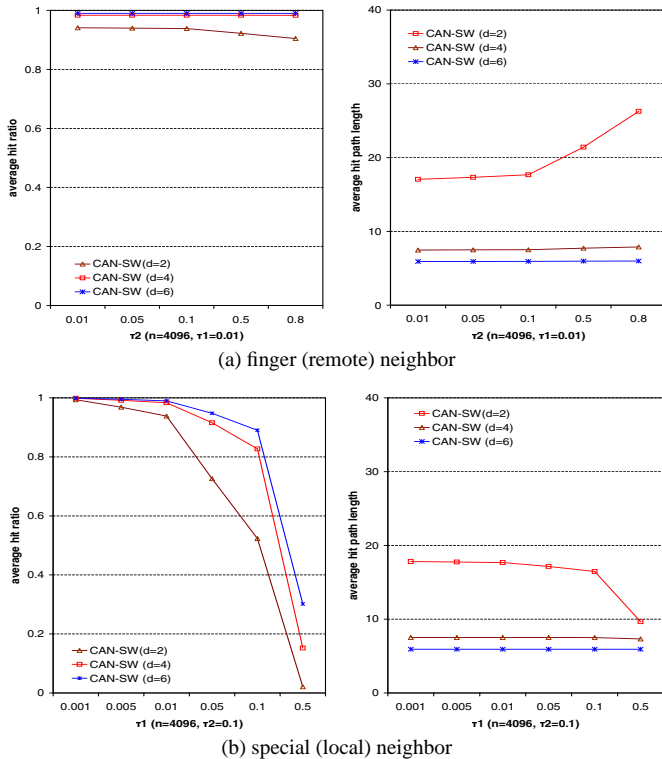 1
0.8
0.6
0.4
0.2
0
average hit ratio
CAN-SW(d=2)
CAN-SW (d=4)
CAN-SW (d=6)
0.01 0.05 0.1 0.5 0.8
τ2 (n=4096, τ1=0.01)
40
30
20
10
0
average hit path length
CAN-SW (d=2)
CAN-SW (d=4)
CAN-SW (d=6)
0.01 0.05 0.1 0.5 0.8
τ2 (n=4096, τ1=0.01)
(a) finger (remote) neighbor
1
0.8
0.6
0.4
0.2
0
average hit ratio
CAN-SW(d=2)
CAN-SW (d=4)
CAN-SW (d=6)
0.001 0.005 0.01 0.05 0.1 0.5
τ1 (n=4096, τ2=0.1)
40
30
20
10
0
average hit path length
CAN-SW(d=2)
CAN-SW (d=4)
CAN-SW (d=6)
0.001 0.005 0.01 0.05 0.1 0.5
τ1 (n=4096, τ2=0.1)
(b) special (local) neighbor